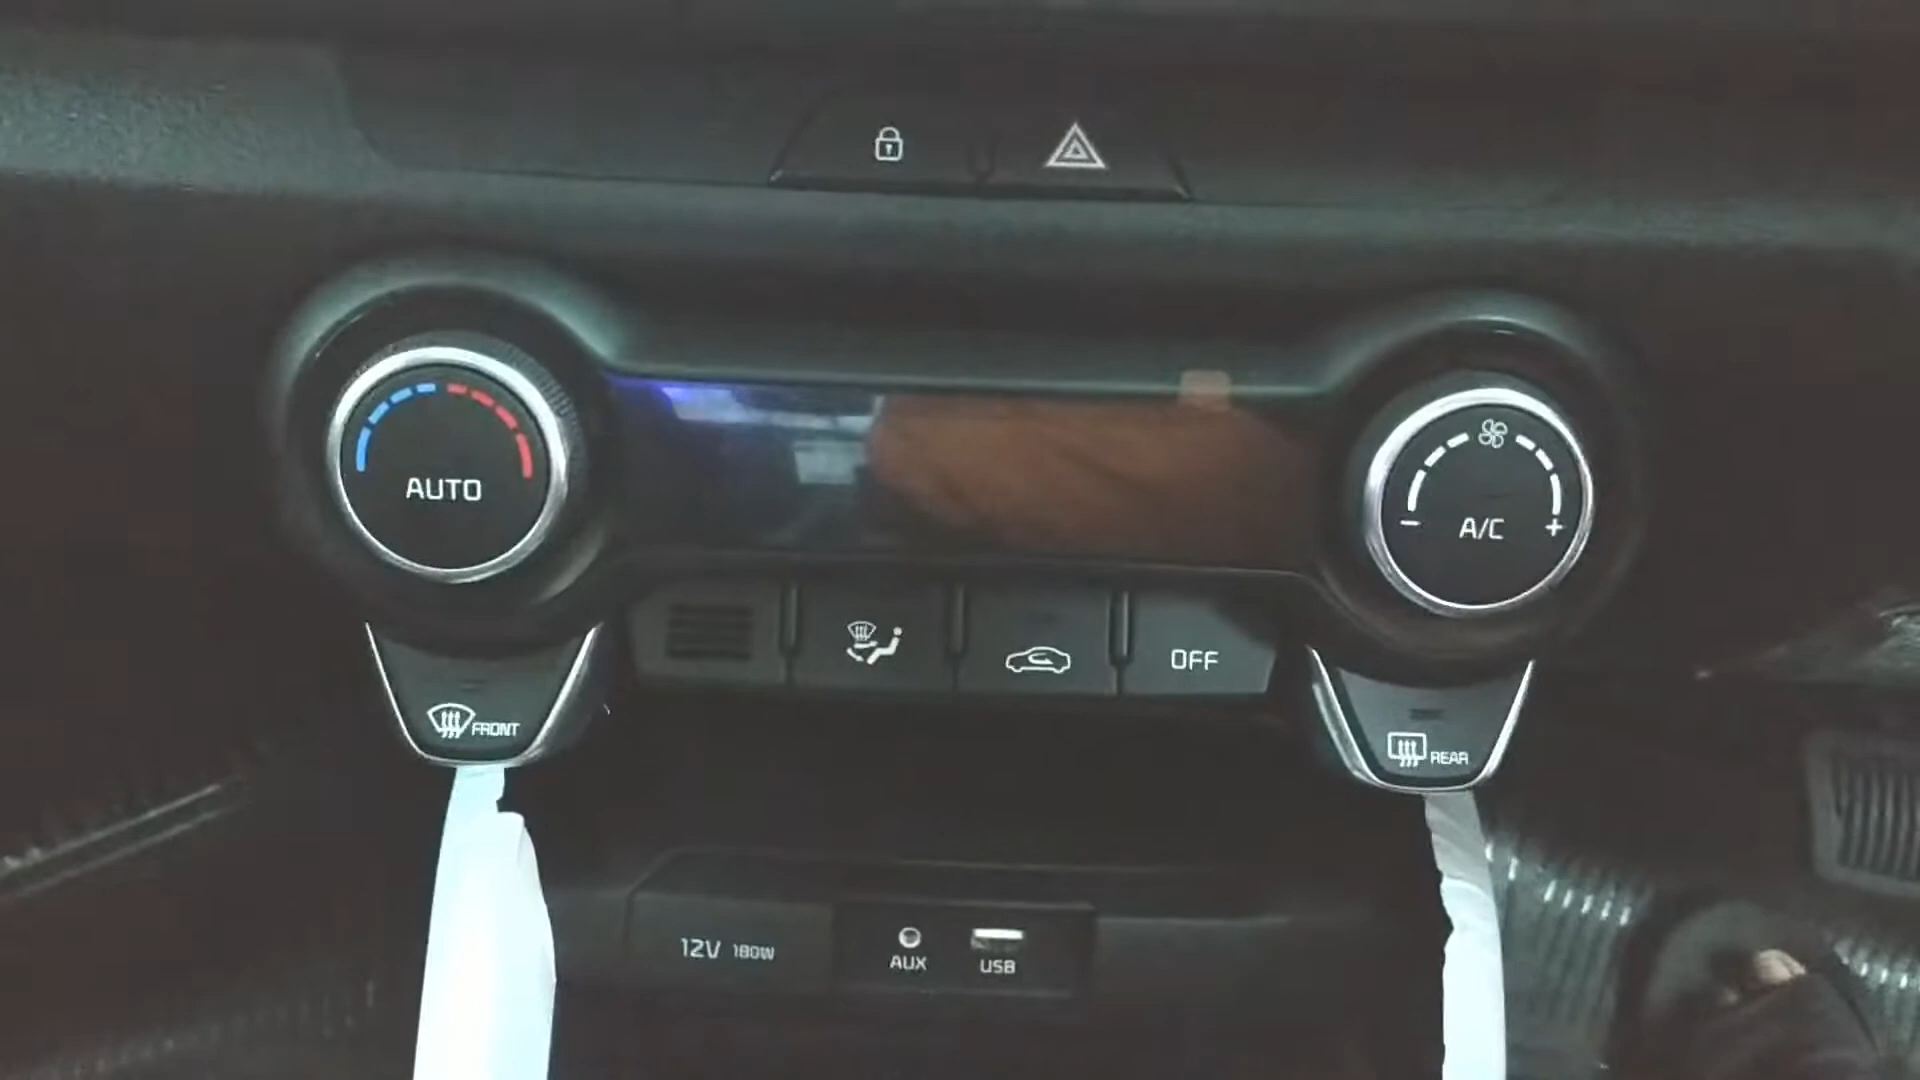 AUTO
- A/C +
OFF
FRONT
REAR
12V 180W
AUX
USB